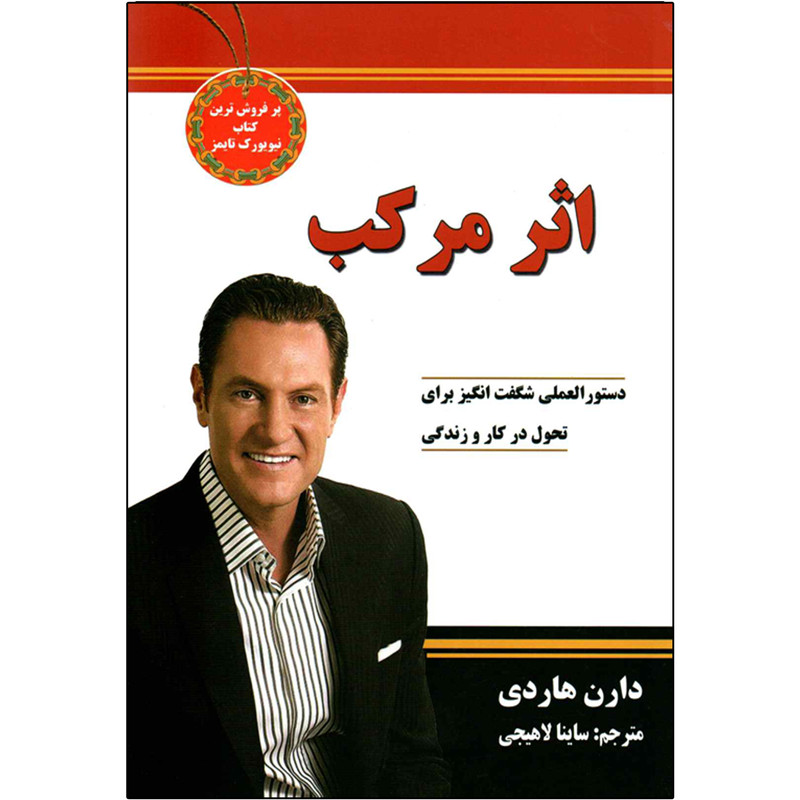 پر فروش ترین
کتاب
نیویورک تایمز
اثر مرکب
دستورالعملی شگفت انگیز برای
تحول در کار و زندگی
دارن هاردی
مترجم: ساینا لاهیجی